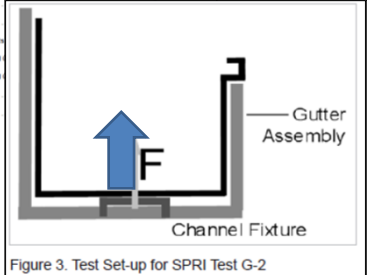 F
Gutter
Assembly
Channel Fixture
Figure 3. Test Set-up for SPRI Test G-2